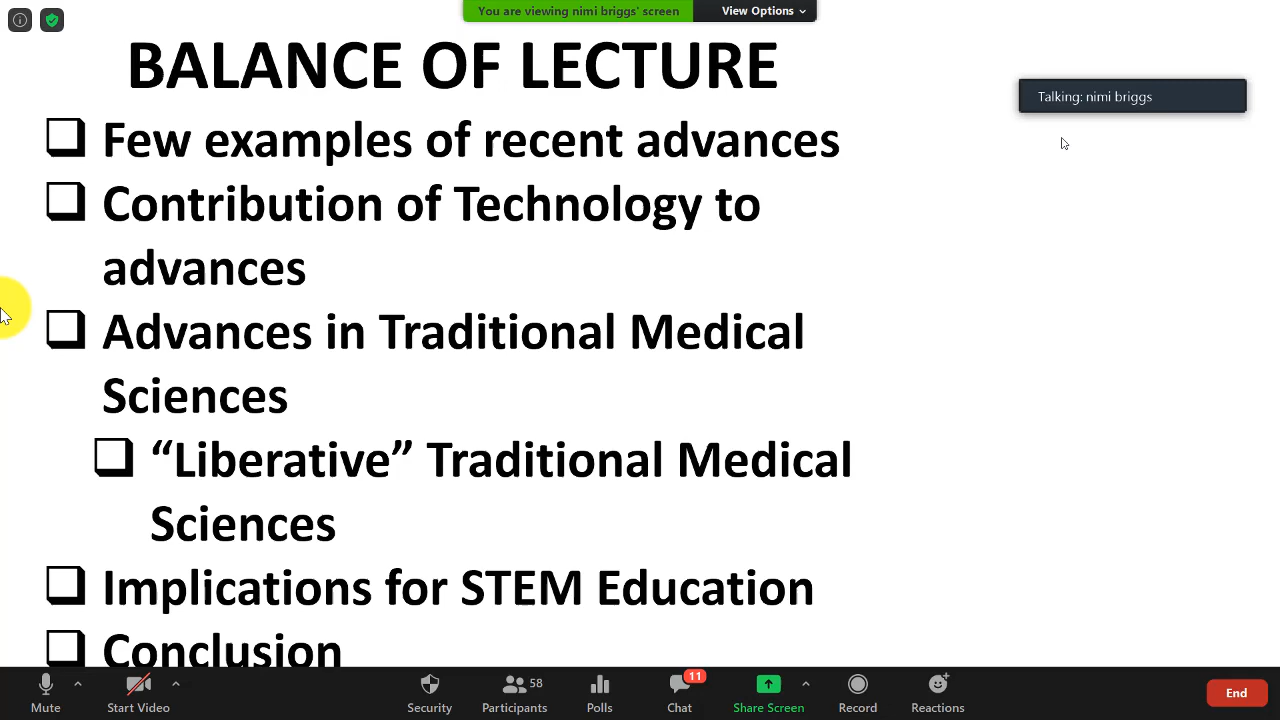 You are viewing nimi briggs' screen
View Options
BALANCE OF LECTURE
Talking: nimi briggs
Few examples of recent advances
Contribution of Technology to
advances
Advances in Traditional Medical
Sciences
“Liberative” Traditional Medical
Sciences
Implications for STEM Education
Conclusion
Mute
Start Video
Security
58
Participants
Polls
11
Chat
Share Screen
Record
Reactions
End